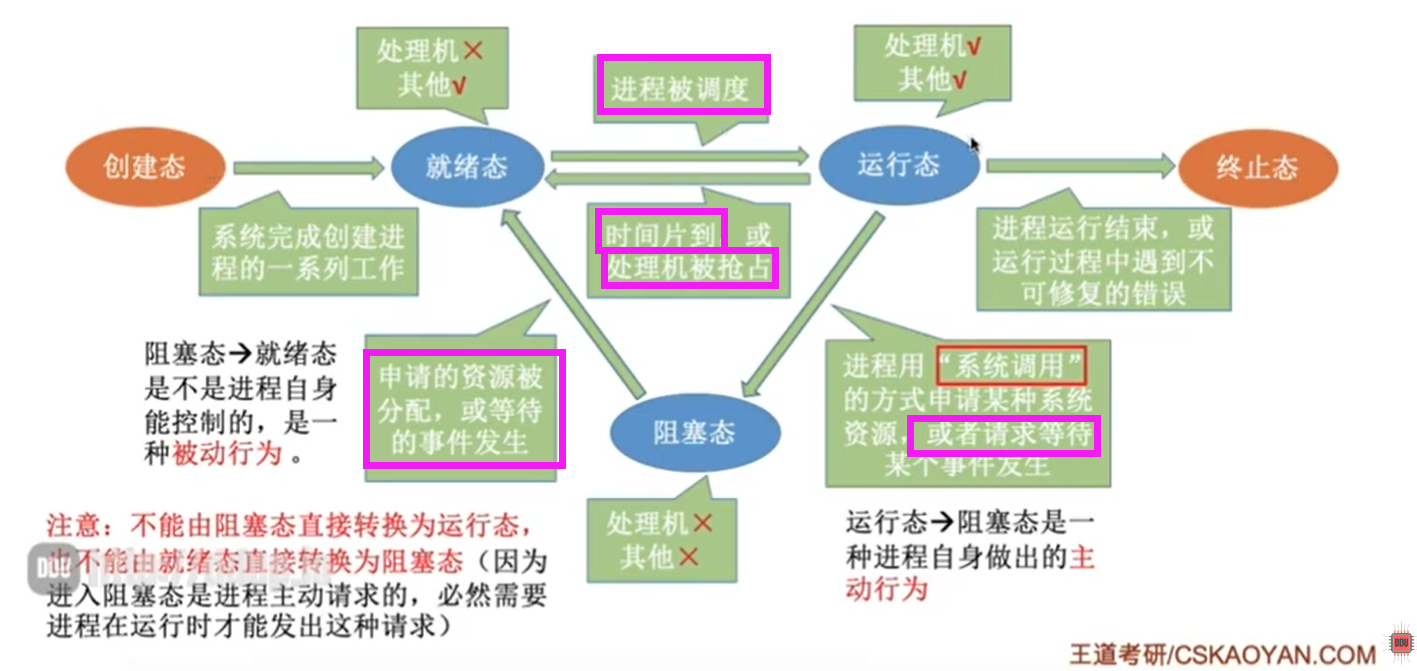 处理机×
其他√
进程被调度
处理机√
其他√
创建态
就绪态
运行态
终止态
系统完成创建进
程的一系列工作
时间片到 或
处理机被抢占
进程运行结束，或
运行过程中遇到不
可修复的错误
阻塞态→就绪态
是不是进程自身
能控制的，是一
种被动行为。
申请的资源被
分配，或等待
的事件发生
阻塞态
进程用“系统调用”
的方式申请某种系统
资源，或者请求等待
某个事件发生
处理机×
其他×
运行态→阻塞态是一
种进程自身做出的主
动行为
注意：不能由阻塞态直接转换为运行态，
也不能由就绪态直接转换为阻塞态（因为
进入阻塞态是进程主动请求的，必然需要
进程在运行时才能发出这种请求）
王道考研/CSKAOYAN.COM